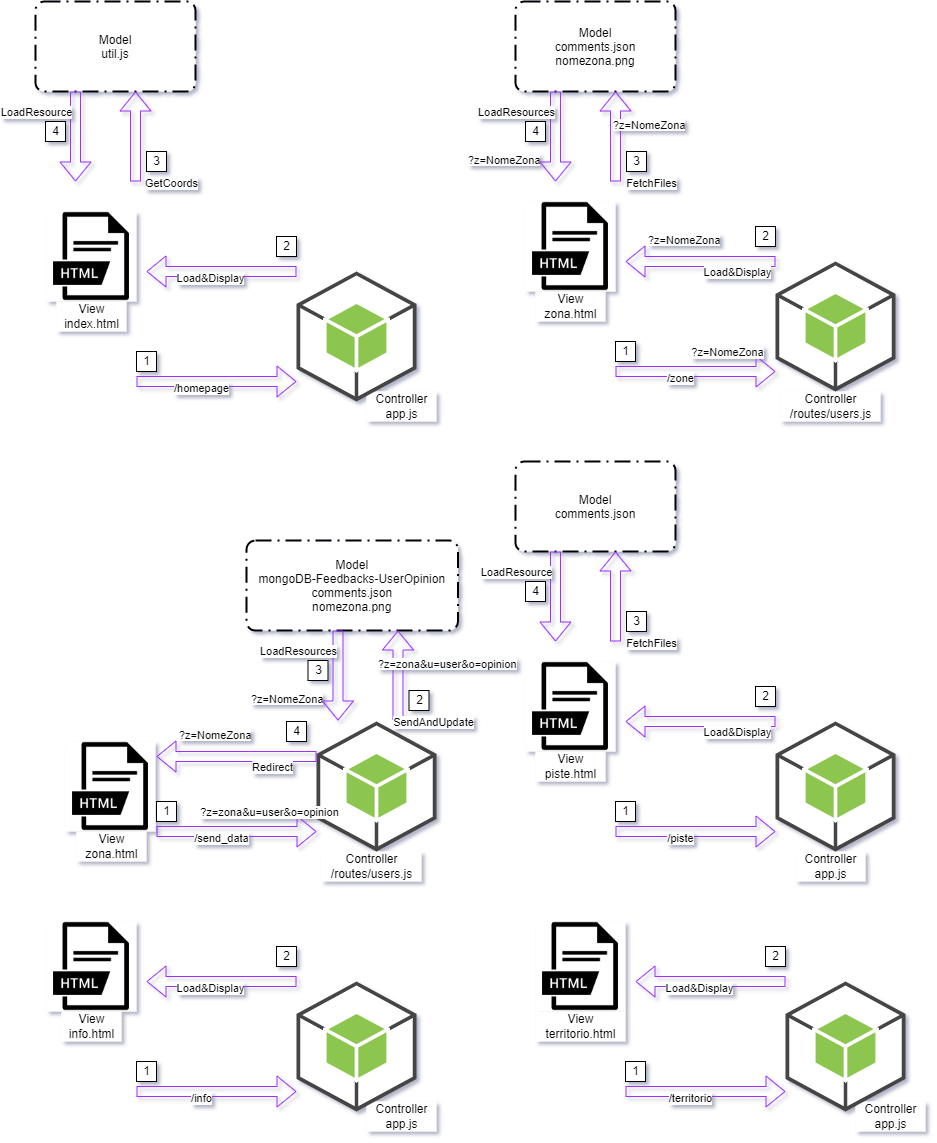 Model
util.js
LoadResource
4
3
GetCoords
2
Load&Display
HTML
View
index.html
1
/homepage
Controller
app.js
Model
comments.json
nomezona.png
LoadResources
4
?z=NomeZona
?z=NomeZona
3
FetchFiles
2
?z=NomeZona
Load&Display
HTML
View
zona.html
1
?z=NomeZona
/zone
Controller
/routes/users.js
Model
mongoDB-Feedbacks-UserOpinion
comments.json
nomezona.png
LoadResources
3
?z=NomeZona
?z=zona&u=user&o=opinion
2
SendAndUpdate
4
?z=NomeZona
Redirect
HTML
View
zona.html
1
?z=zona&u=user&o=opinion
/send_data
Controller
/routes/users.js
Model
comments.json
LoadResource
4
3
FetchFiles
2
Load&Display
HTML
View
piste.html
1
/piste
Controller
app.js
HTML
View
info.html
2
Load&Display
1
/info
Controller
app.js
HTML
View
territorio.html
2
Load&Display
1
/territorio
Controller
app.js